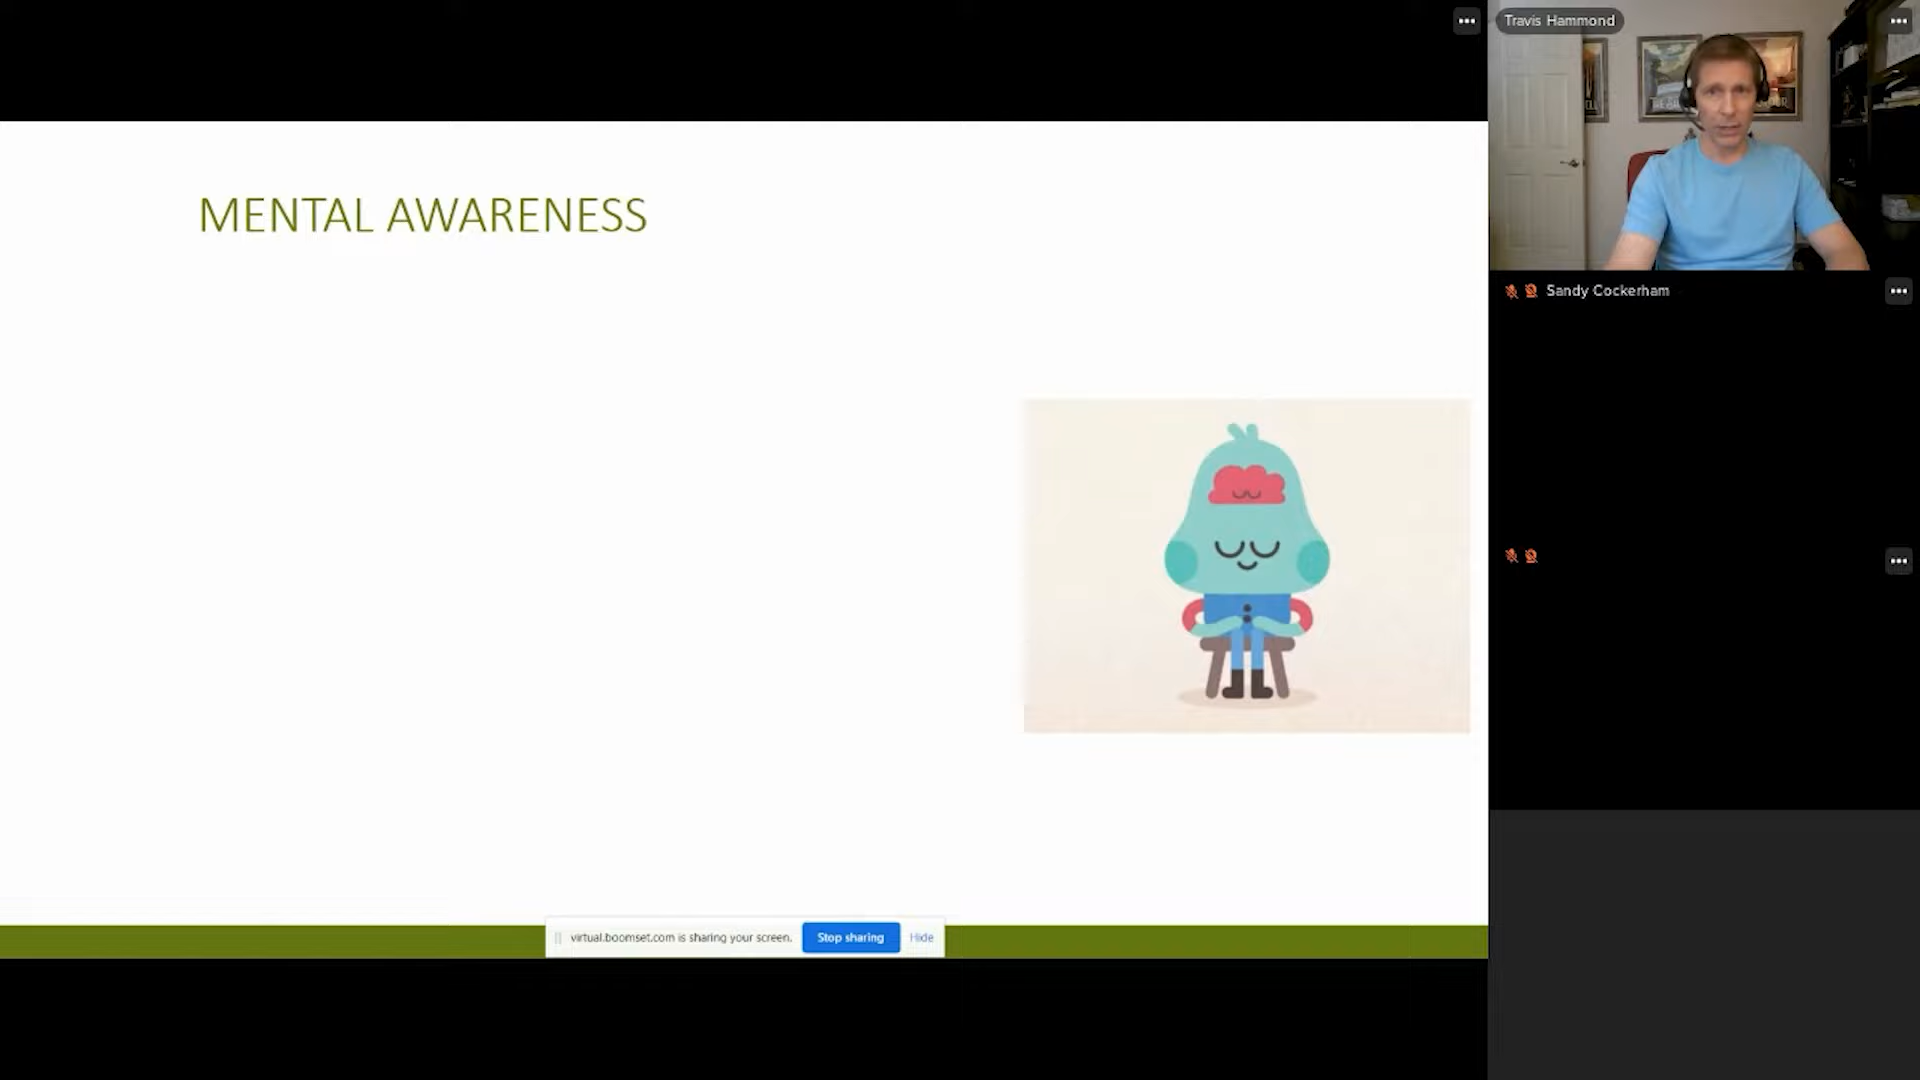 Travis Hammond
MENTAL AWARENESS
Sandy Cockerham
virtual.boomset.com is sharing your screen.
Stop sharing
Hide